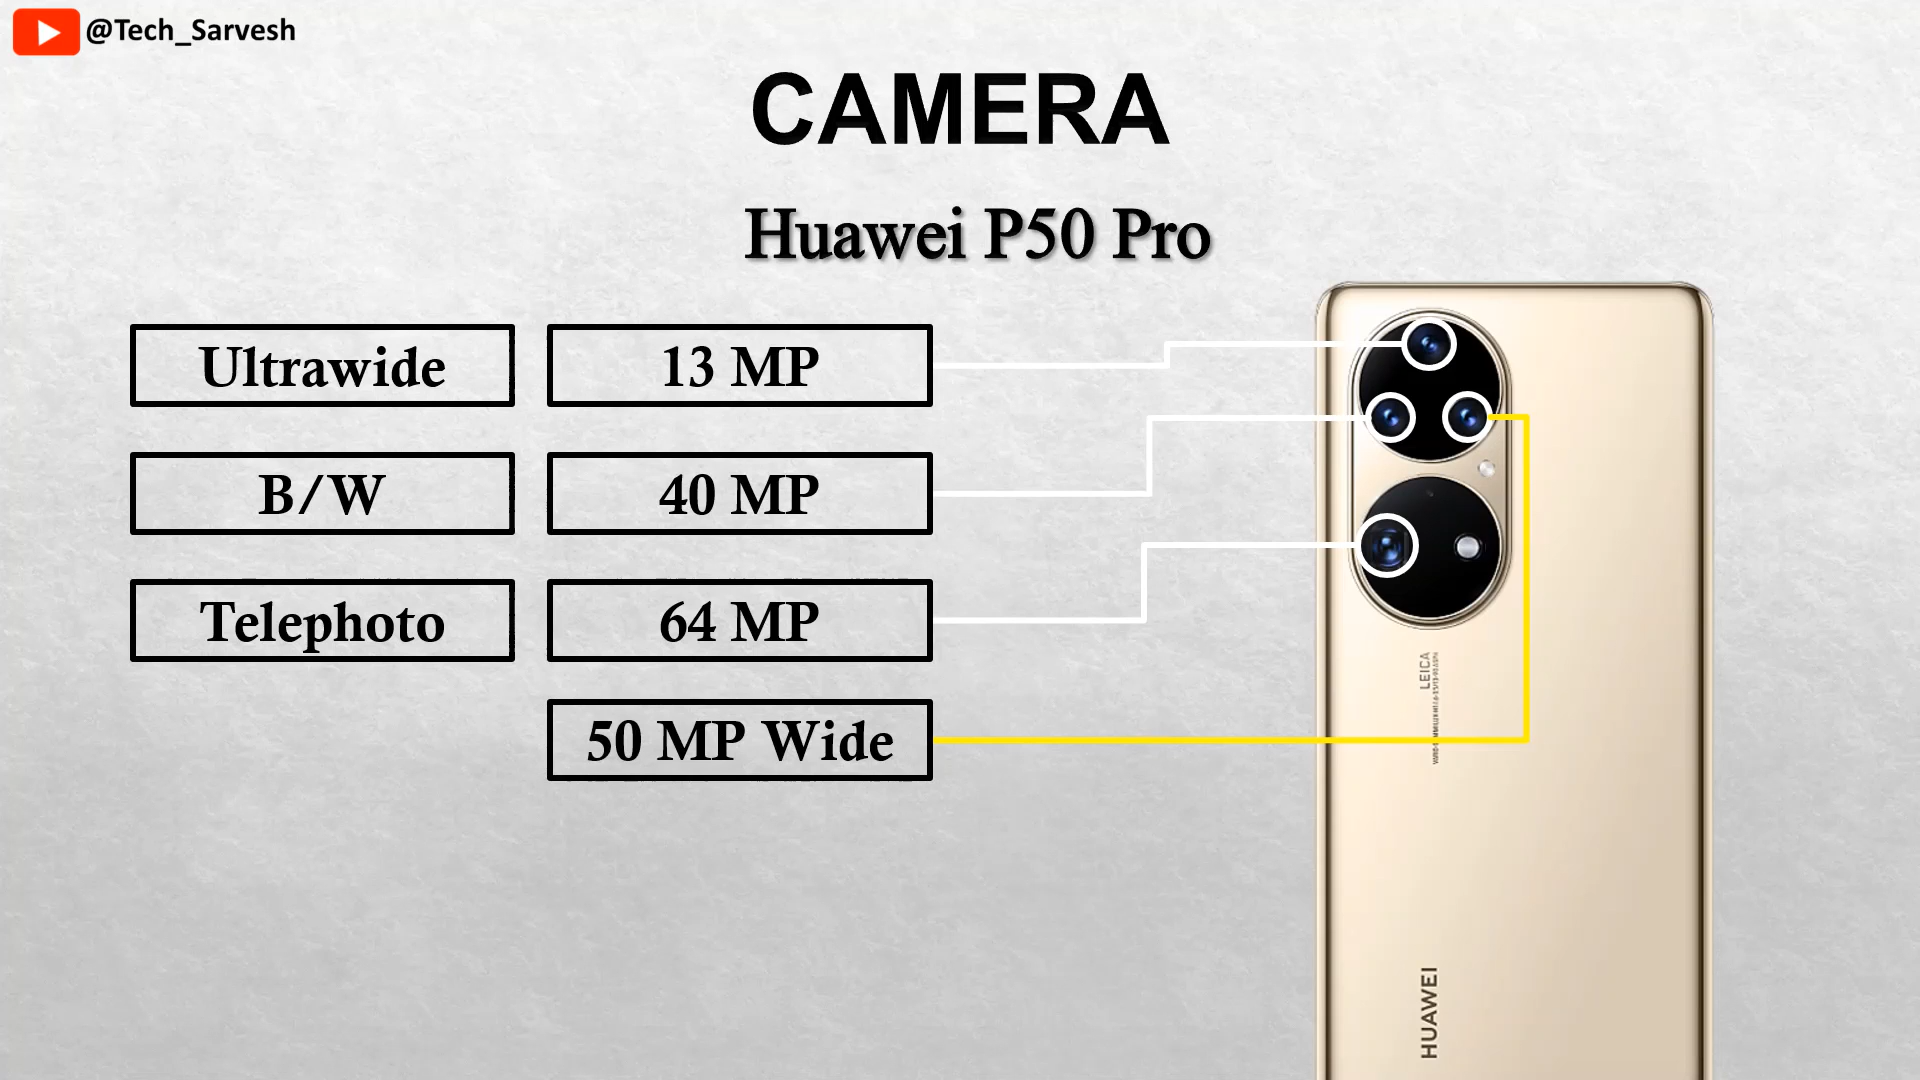 @Tech_Sarvesh
CAMERA
Huawei P50 Pro
Ultrawide 13 MP
B/W 40 MP
Telephoto 64 MP
50 MP Wide
LEICA
HUAWEI